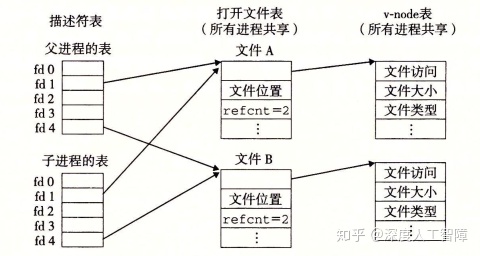 描述符表
打开文件表
(所有进程共享)
v-node表
(所有进程共享)
父进程的表
fd 0
fd 1
fd 2
fd 3
fd 4
文件 A
文件位置
refcnt=2
⋮
文件访问
文件大小
文件类型
⋮
子进程的表
fd 0
fd 1
fd 2
fd 3
fd 4
文件 B
文件位置
refcnt=2
⋮
文件访问
文件大小
文件类型
⋮
知乎 @深度人工智障